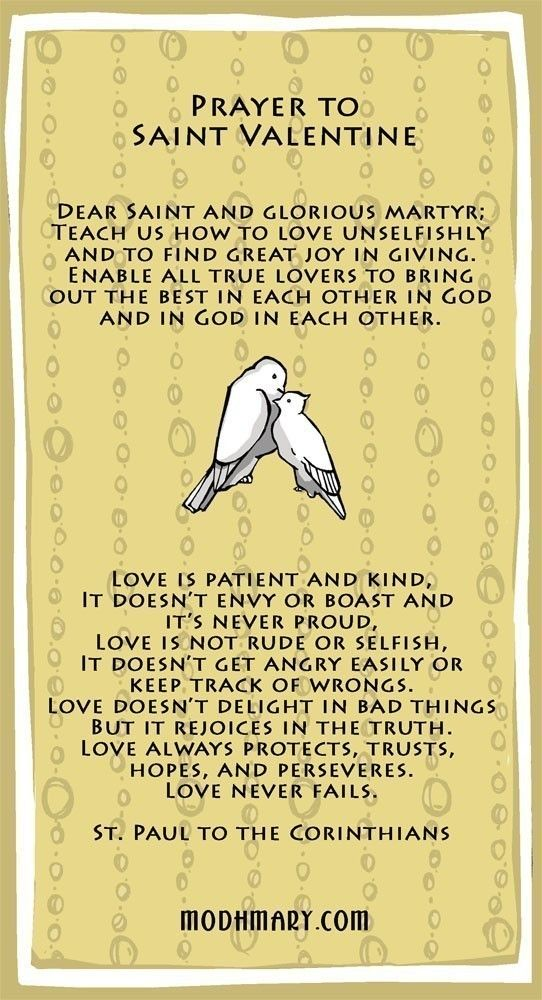 Prayer to
Saint Valentine
Dear Saint and glorious martyr;
Teach us how to love unselfishly
and to find great joy in giving.
Enable all true lovers to bring
out the best in each other in God
and in God in each other.
Love is patient and kind,
It doesn't envy or boast and
it's never proud,
Love is not rude or selfish,
It doesn't get angry easily or
keep track of wrongs.
Love doesn't delight in bad things
But it rejoices in the truth.
Love always protects, trusts,
hopes, and perseveres.
Love never fails.
St. Paul to the Corinthians
modhmary.com